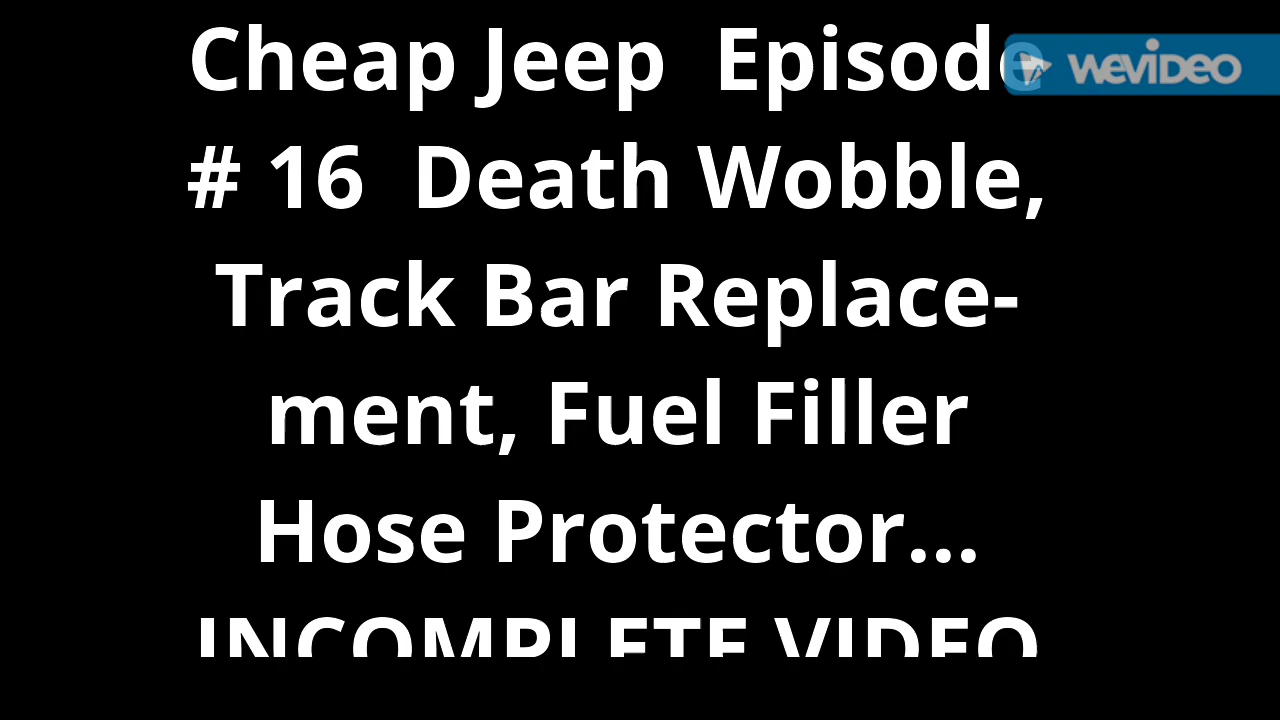 Cheap Jeep Episode
WEVIDEO
# 16 Death Wobble,
Track Bar Replace-
ment, Fuel Filler
Hose Protector...
INCOMPLETE VIDEO